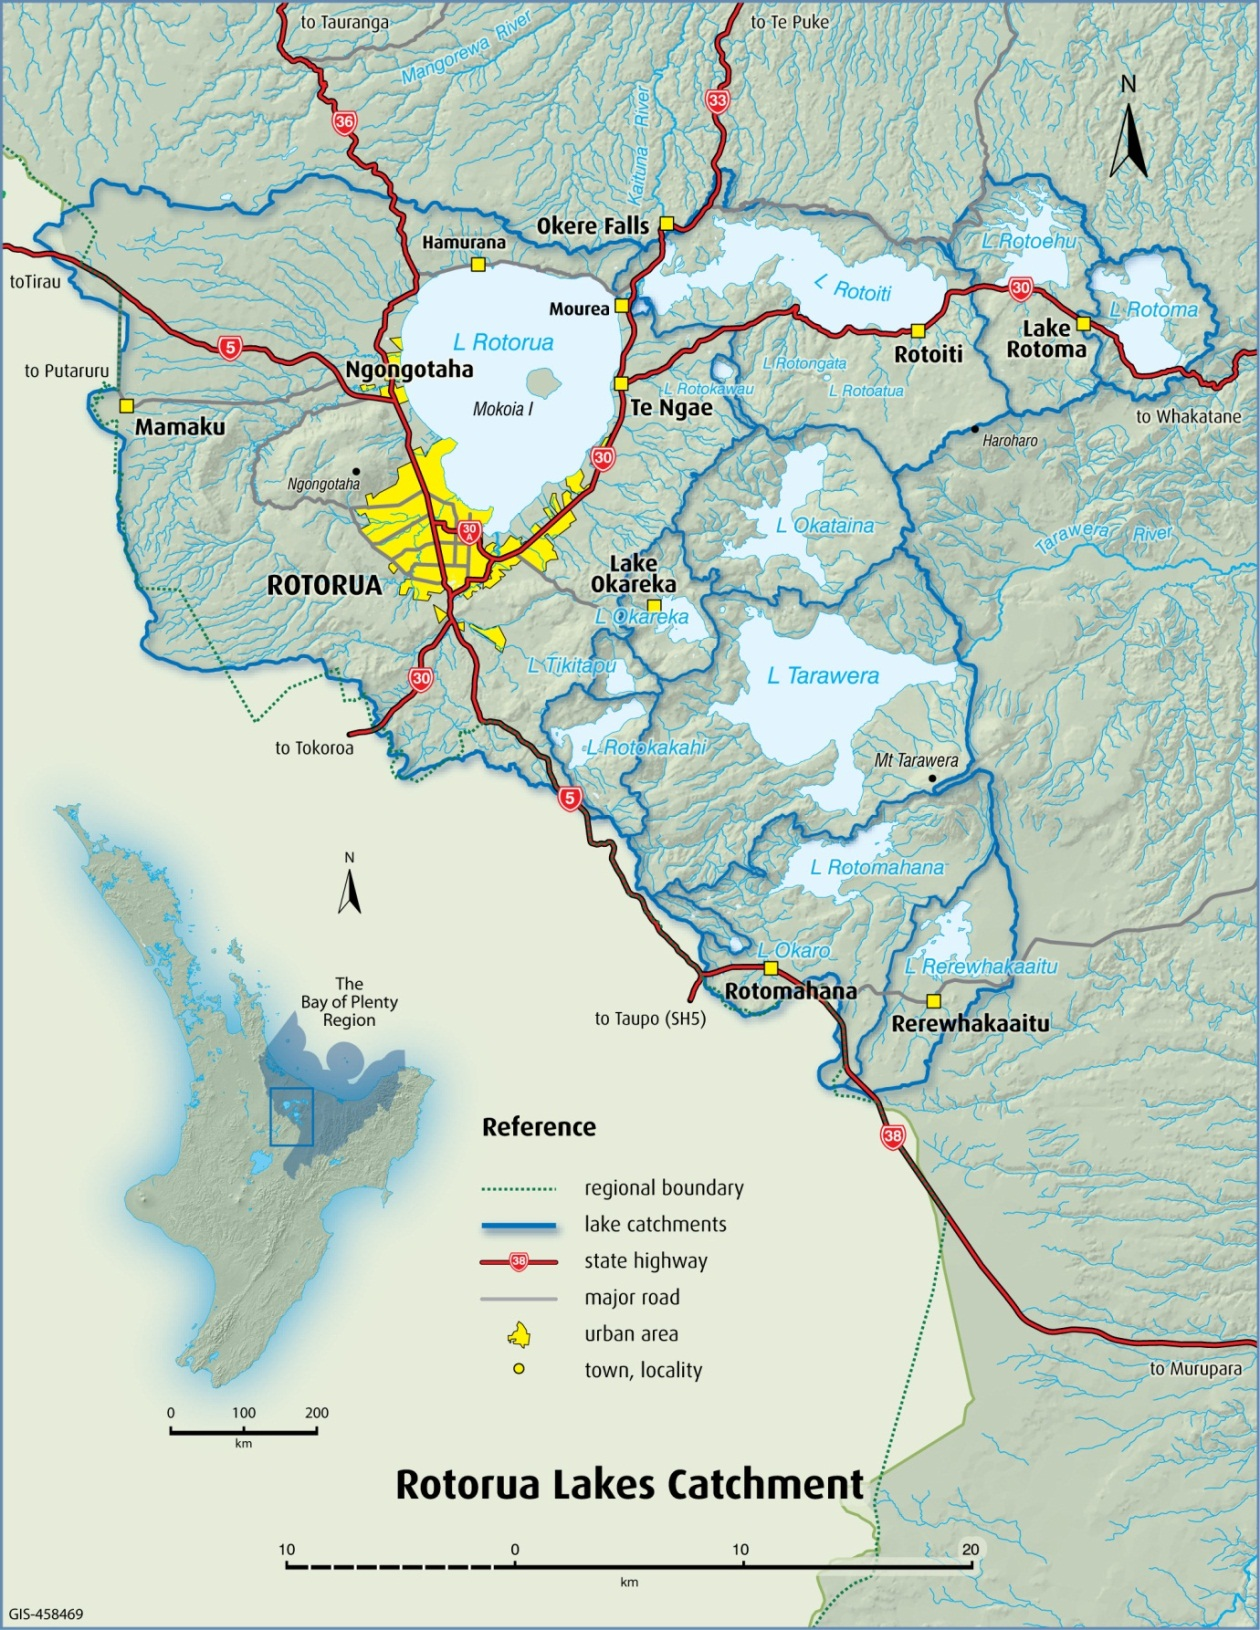 to Tauranga
to Te Puke
Mangorewa River
Kaituna River
33
36
N
Okere Falls
Hamurana
L Rotoehu
toTirau
L Rotoiti
30
Mourea
L Rotoma
Lake
Rotoma
5
L Rotorua
Rotoiti
Ngongotaha
L Rotongata
to Putaruru
L Rotokawau
L Rotoatua
Mokoia I
Te Ngae
to Whakatane
Mamaku
Haroharo
30
Ngongotaha
L Okataina
30
A
Tarawera River
Lake
Okareka
ROTORUA
L Okareka
L Tikitapu
30
L Tarawera
to Tokoroa
L Rotokakahi
Mt Tarawera
5
N
L Rotomahana
L Okaro
L Rerewhakaaitu
The
Bay of Plenty
Region
Rotomahana
to Taupo (SH5)
Rerewhakaaitu
Reference
38
regional boundary
lake catchments
38
state highway
major road
urban area
town, locality
to Murupara
0 100 200
km
Rotorua Lakes Catchment
10 0 10 20
km
GIS-458469